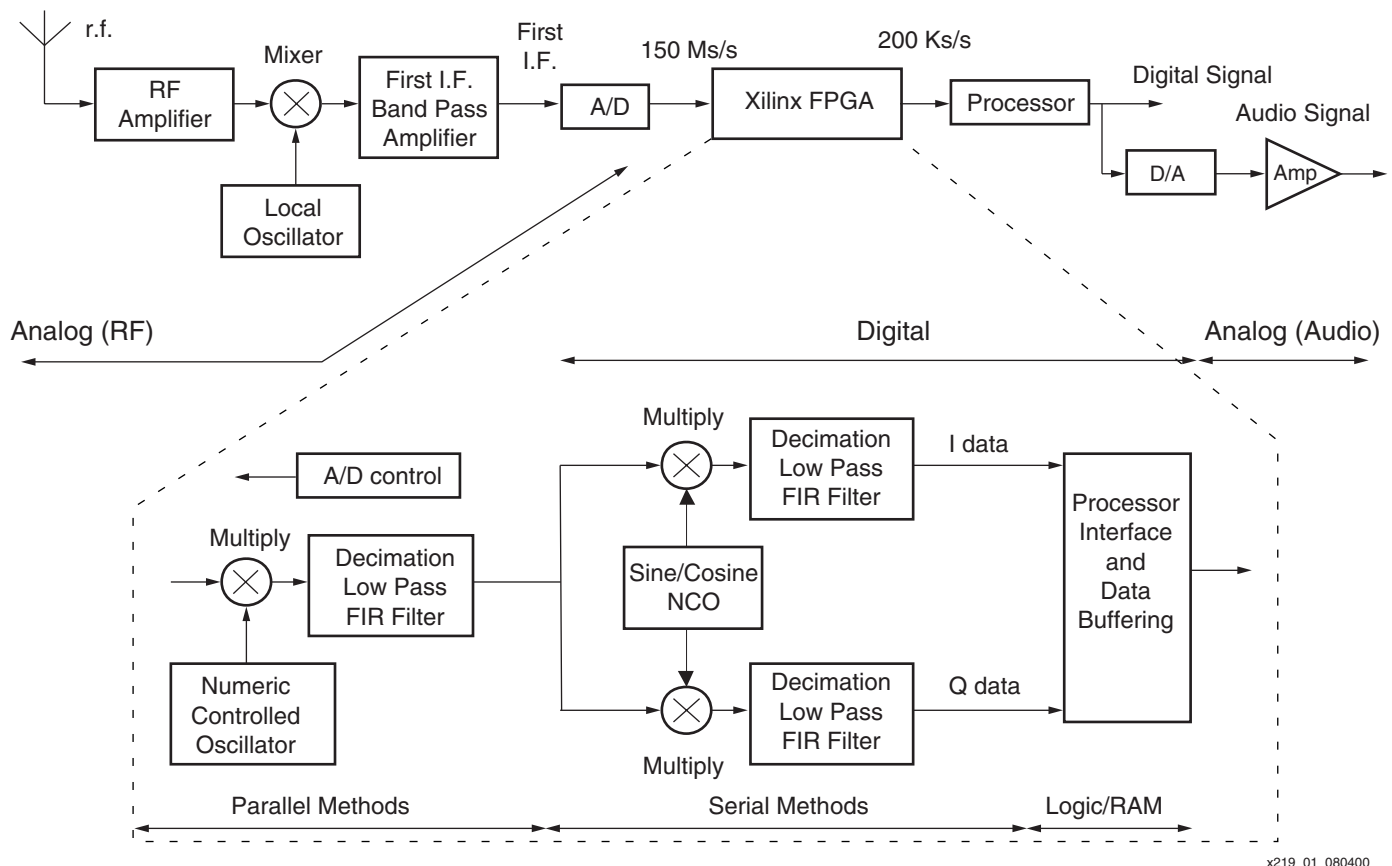 r.f.
RF
Amplifier
Mixer
Local
Oscillator
First I.F.
Band Pass
Amplifier
First
I.F.
A/D
150 Ms/s
Xilinx FPGA
200 Ks/s
Processor
Digital Signal
Audio Signal
D/A
Amp
Analog (RF)
Digital
Analog (Audio)
A/D control
Multiply
Numeric
Controlled
Oscillator
Decimation
Low Pass
FIR Filter
Multiply
Decimation
Low Pass
FIR Filter
I data
Sine/Cosine
NCO
Multiply
Decimation
Low Pass
FIR Filter
Q data
Processor
Interface
and
Data
Buffering
Parallel Methods
Serial Methods
Logic/RAM
x219_01_080400